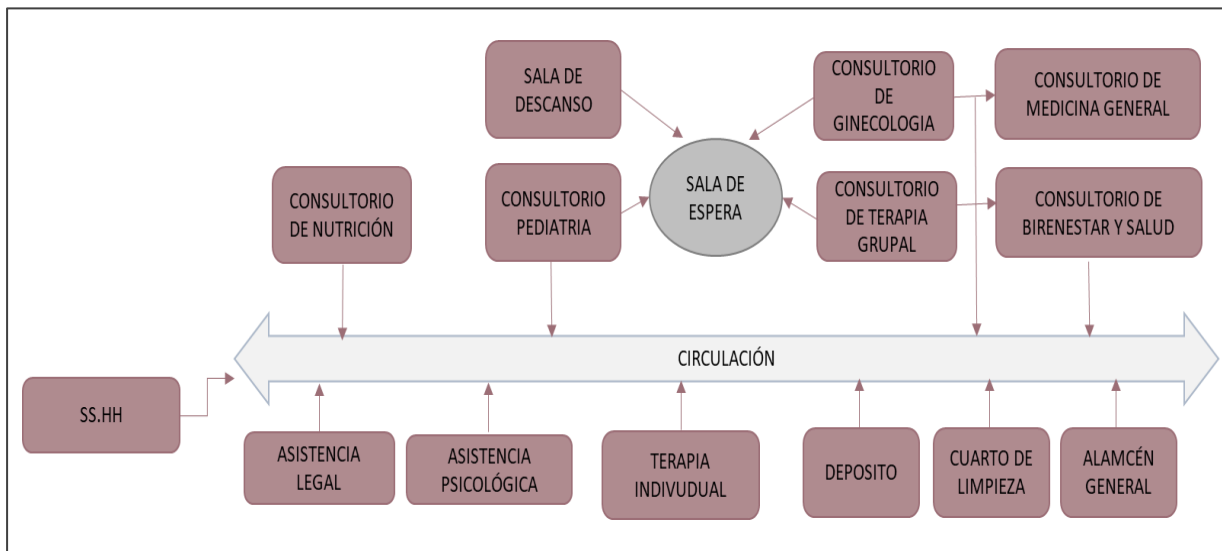 SALA DE
DESCANSO
CONSULTORIO
DE
GINECOLOGIA
CONSULTORIO DE
MEDICINA GENERAL
CONSULTORIO
DE NUTRICIÓN
CONSULTORIO
PEDIATRIA
SALA DE
ESPERA
CONSULTORIO
DE TERAPIA
GRUPAL
CONSULTORIO DE
BIRENESTAR Y SALUD
CIRCULACIÓN
SS.HH
ASISTENCIA
LEGAL
ASISTENCIA
PSICOLÓGICA
TERAPIA
INDIVUDUAL
DEPOSITO
CUARTO DE
LIMPIEZA
ALAMCÉN
GENERAL